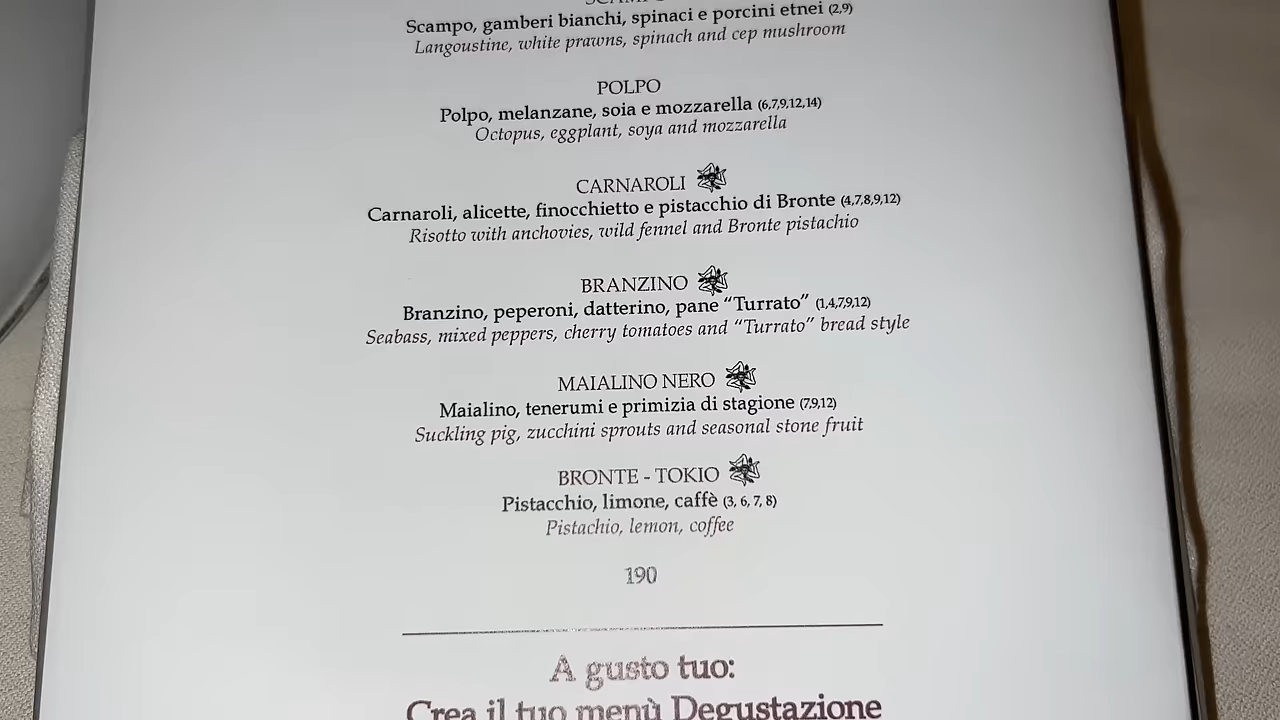 Scampo, gamberi bianchi, spinaci e porcini etnei (2,9)
Langoustine, white prawns, spinach and cep mushroom
POLPO
Polpo, melanzane, soia e mozzarella (6,7,9,12,14)
Octopus, eggplant, soya and mozzarella
CARNAROLI
Carnaroli, alicette, finocchietto e pistacchio di Bronte (4,7,8,9,12)
Risotto with anchovies, wild fennel and Bronte pistachio
BRANZINO
Branzino, peperoni, datterino, pane “Turrato” (1,4,7,9,12)
Seabass, mixed peppers, cherry tomatoes and “Turrato” bread style
MAIALINO NERO
Maialino, tenerumi e primizia di stagione (7,9,12)
Suckling pig, zucchini sprouts and seasonal stone fruit
BRONTE - TOKIO
Pistacchio, limone, caffè (3, 6, 7, 8)
Pistachio, lemon, coffee
190
A gusto tuo:
Crea il tuo menù Degustazione